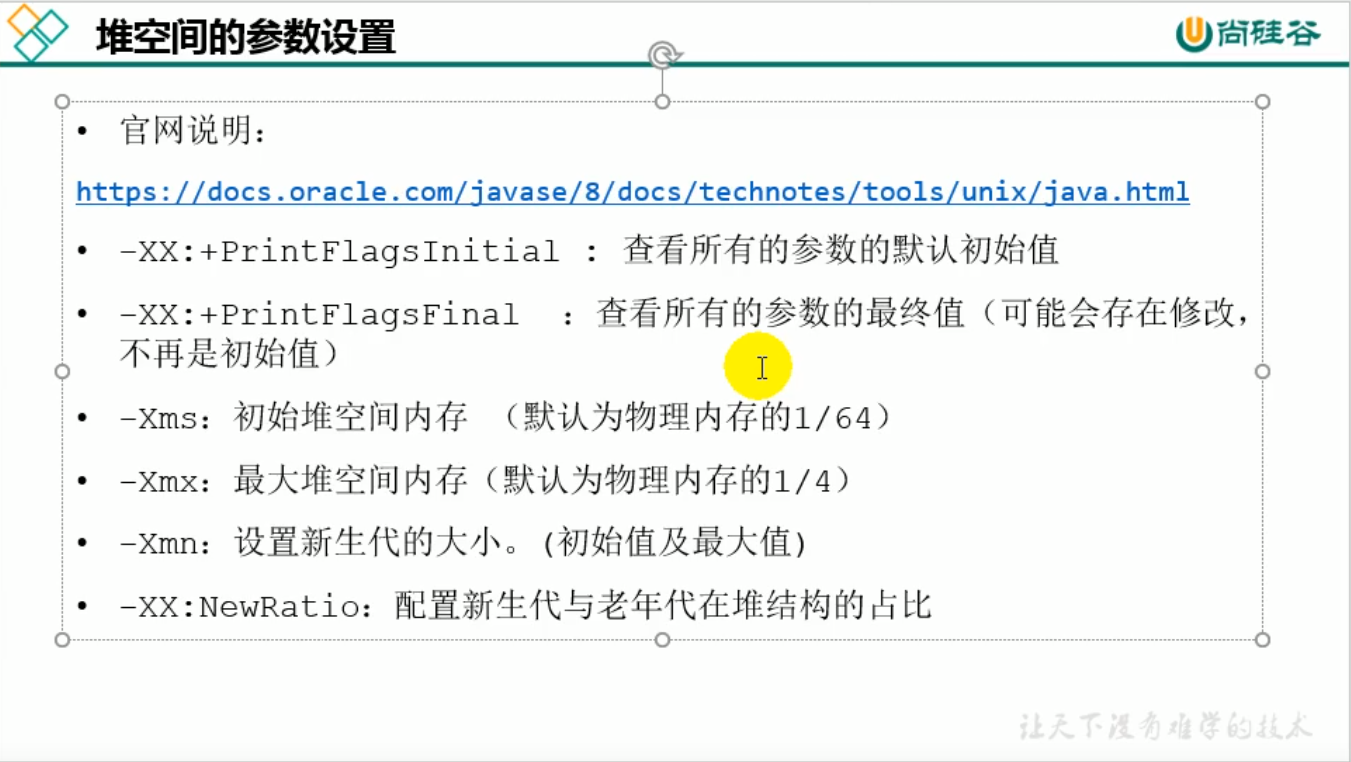 堆空间的参数设置
尚硅谷
• 官网说明：
https://docs.oracle.com/javase/8/docs/technotes/tools/unix/java.html
• -XX:+PrintFlagsInitial : 查看所有的参数的默认初始值
• -XX:+PrintFlagsFinal ：查看所有的参数的最终值（可能会存在修改，
不再是初始值）
• -Xms：初始堆空间内存 （默认为物理内存的1/64）
• -Xmx：最大堆空间内存（默认为物理内存的1/4）
• -Xmn：设置新生代的大小。(初始值及最大值)
• -XX:NewRatio：配置新生代与老年代在堆结构的占比
让天下没有难学的技术